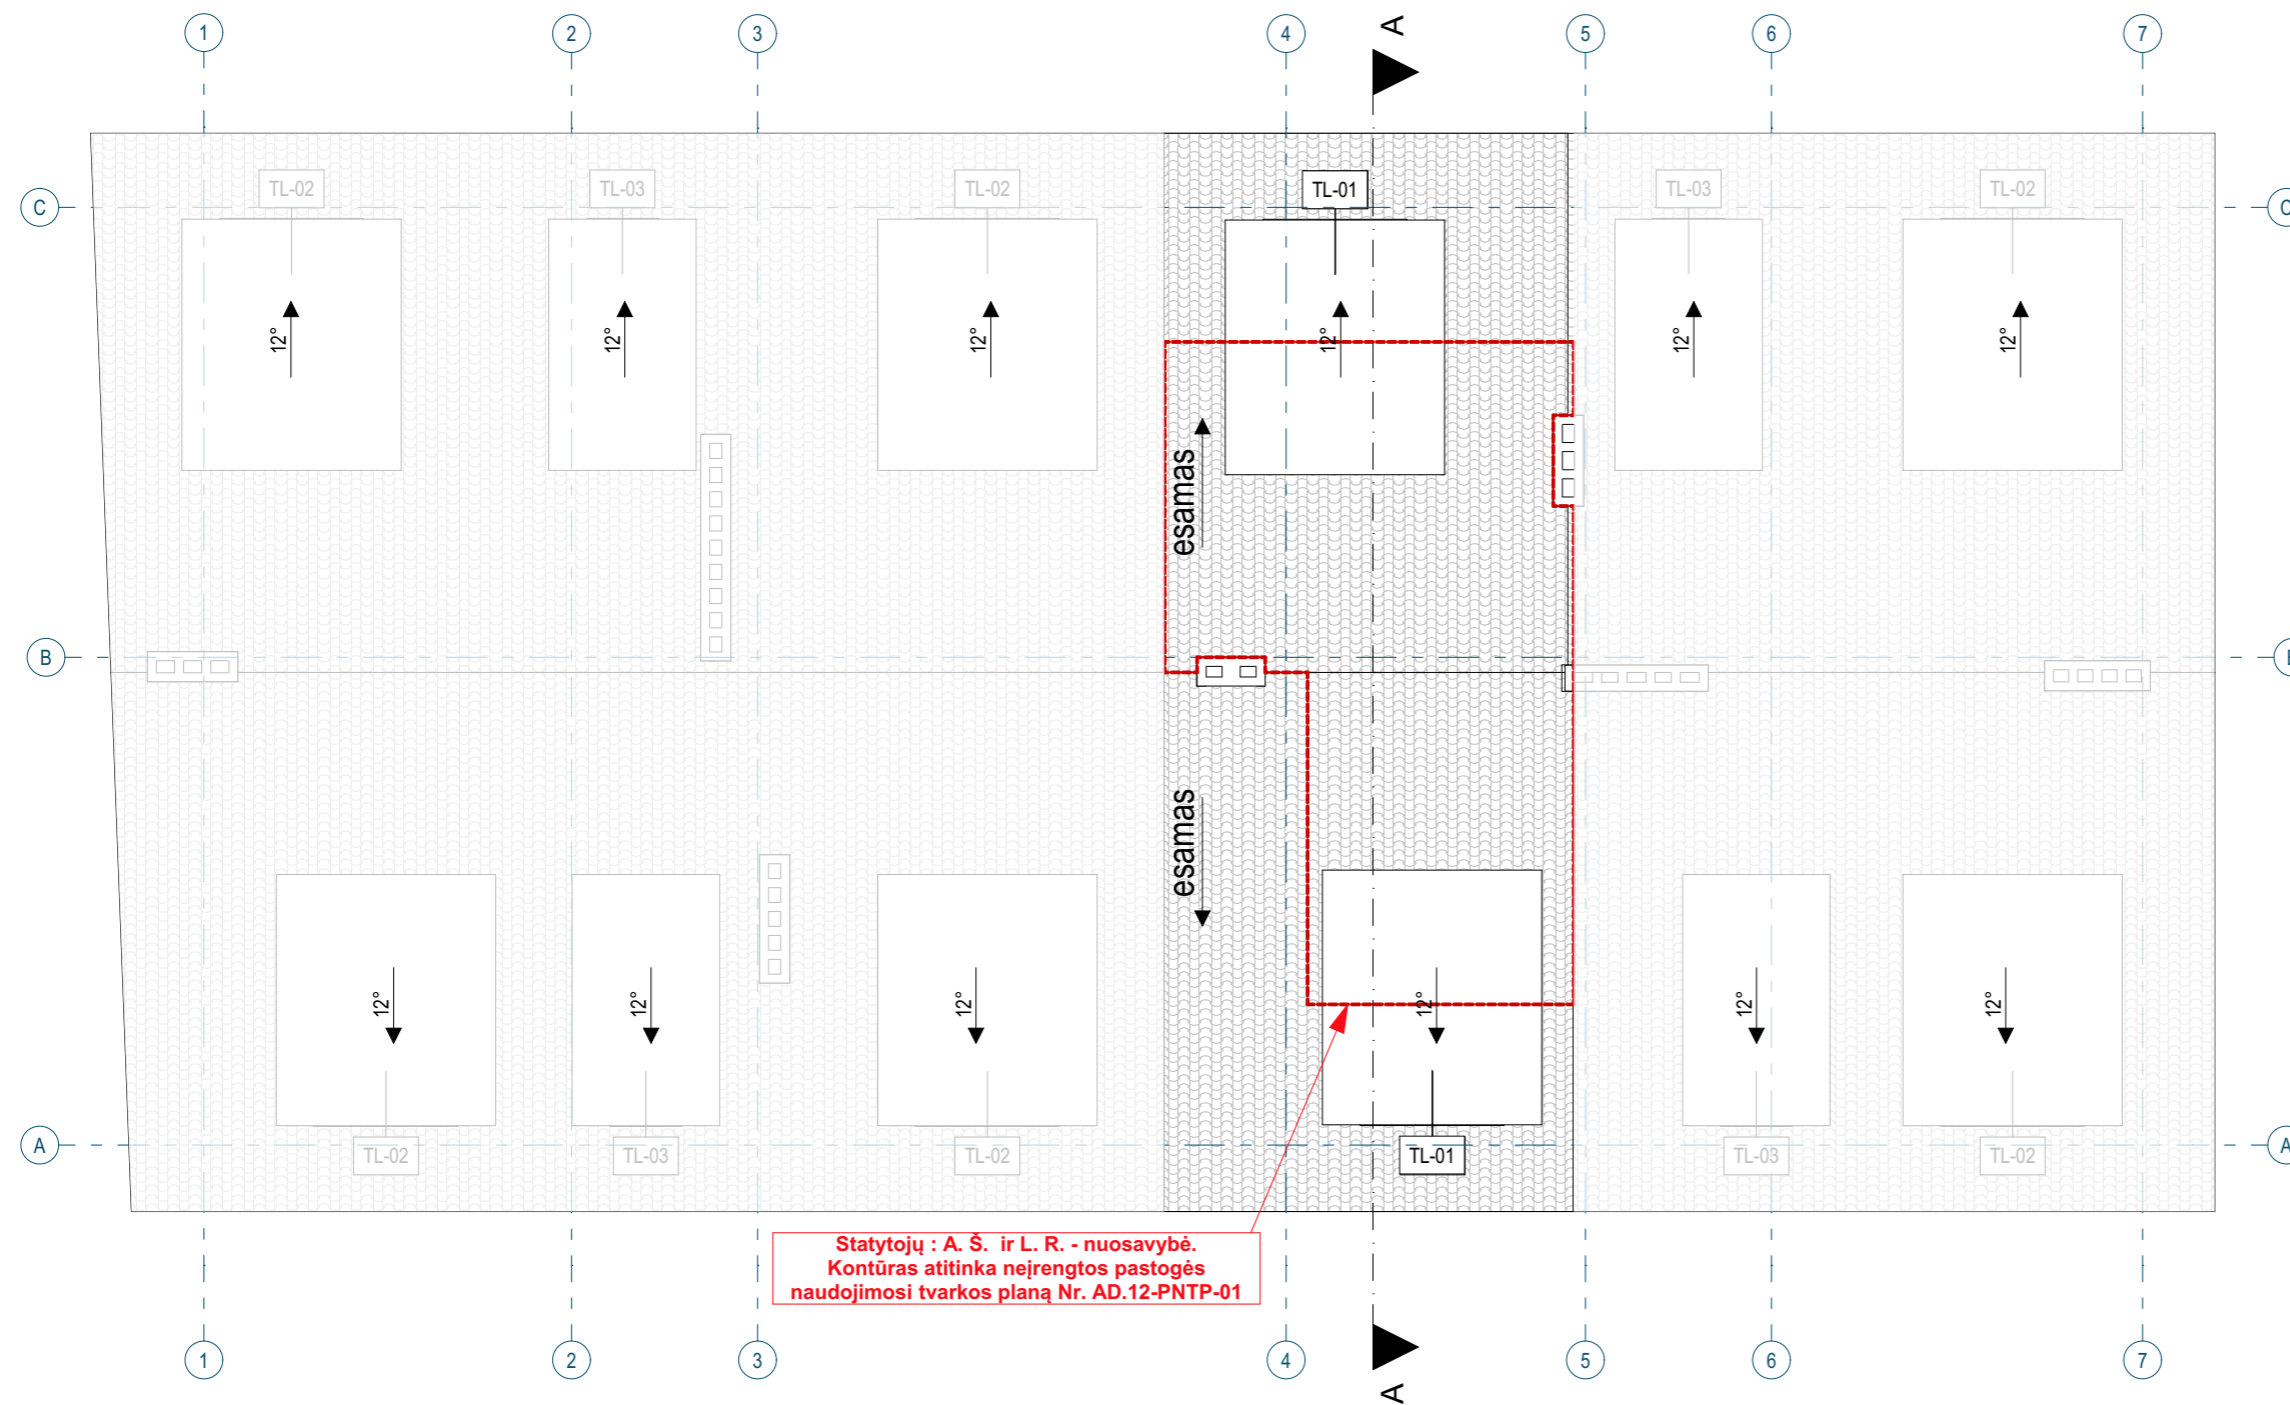 1 2 3 4 A 5 6 7
TL-02 TL-03 TL-02 TL-01 TL-03 TL-02
C C
12° 12° 12° 12° 12° 12°
esamas
B
esamas
12° 12° 12° 12° 12° 12°
A A
TL-02 TL-03 TL-02 TL-01 TL-03 TL-02
Statytojų : A. Š. ir L. R. - nuosavybė.
Kontūras atitinka neįrengtos pastogės
naudojimosi tvarkos planą Nr. AD.12-PNTP-01
1 2 3 4 5 6 7
A